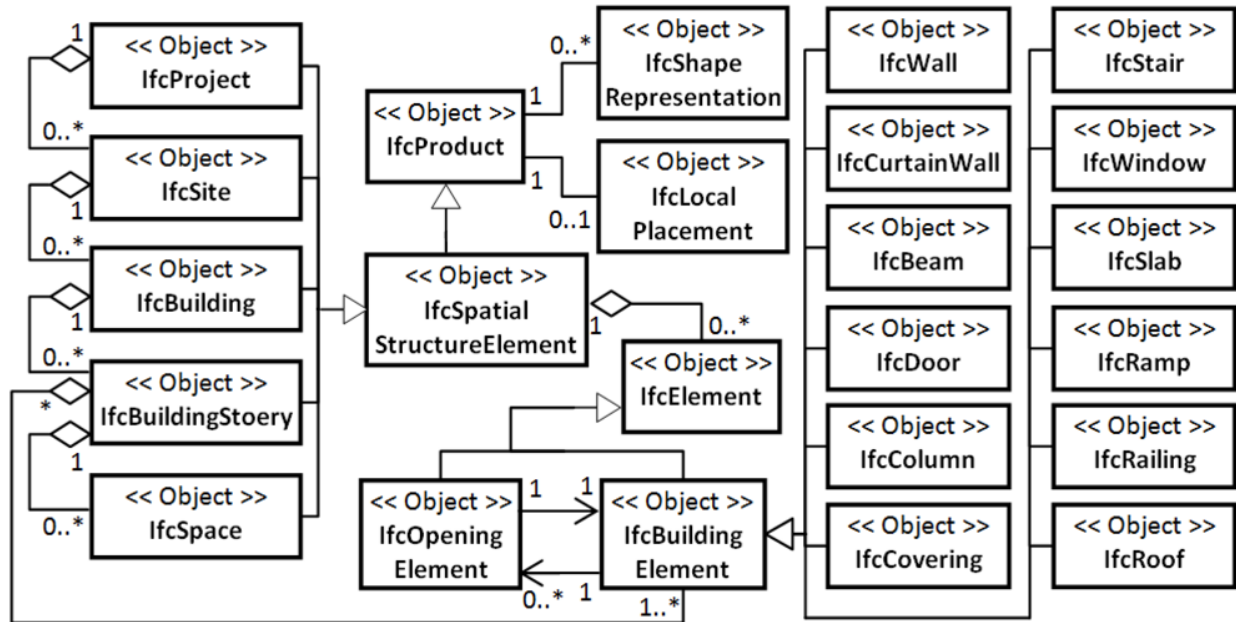 1
<< Object >>
IfcProject
0..*
<< Object >>
IfcSite
1
0..*
<< Object >>
IfcBuilding
1
0..*
<< Object >>
IfcBuildingStoery
*
1
<< Object >>
IfcSpace
0..*
<< Object >>
IfcProduct
1
0..*
<< Object >>
IfcShape
Representation
1
0..1
<< Object >>
IfcLocal
Placement
<< Object >>
IfcSpatial
StructureElement
1
0..*
<< Object >>
IfcElement
<< Object >>
IfcOpening
Element
1
1
0..*
1
<< Object >>
IfcBuilding
Element
1..*
<< Object >>
IfcWall
<< Object >>
IfcCurtainWall
<< Object >>
IfcBeam
<< Object >>
IfcDoor
<< Object >>
IfcColumn
<< Object >>
IfcCovering
<< Object >>
IfcStair
<< Object >>
IfcWindow
<< Object >>
IfcSlab
<< Object >>
IfcRamp
<< Object >>
IfcRailing
<< Object >>
IfcRoof